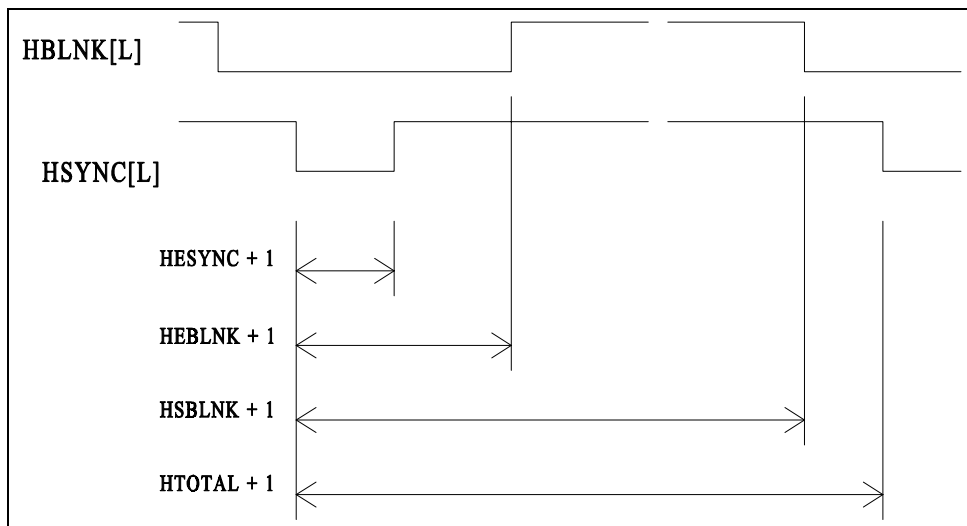 HBLNK[L]
HSYNC[L]
HESYNC + 1
HEBLNK + 1
HSBLNK + 1
HTOTAL + 1